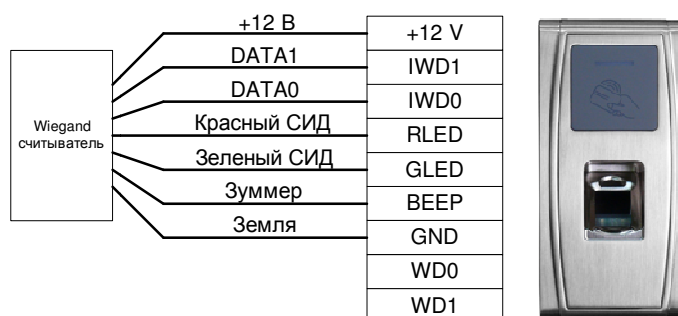 +12 В
+12 V
DATA1
IWD1
DATA0
IWD0
Wiegand
считыватель
Красный СИД
RLED
Зеленый СИД
GLED
Зуммер
BEEP
Земля
GND
WD0
WD1